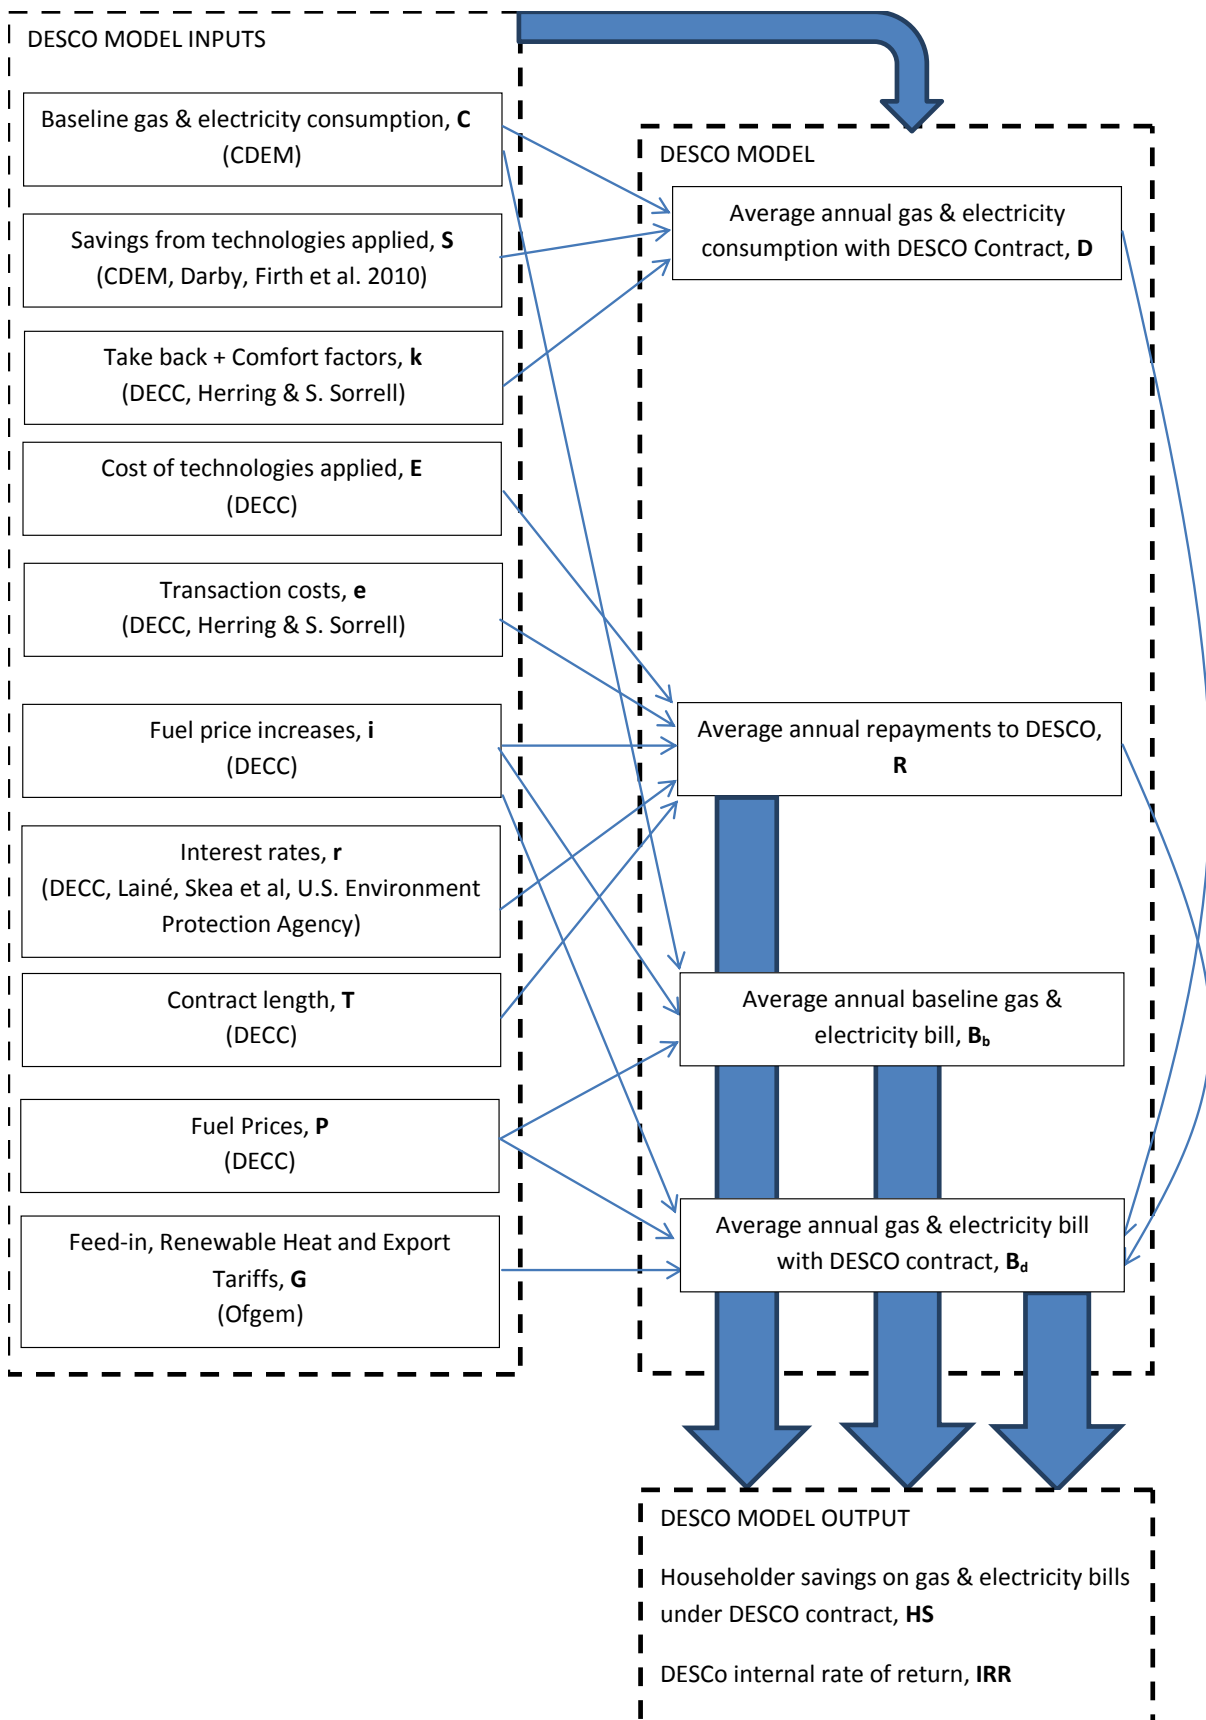 DESCO MODEL INPUTS
Baseline gas & electricity consumption, C
(CDEM)
Savings from technologies applied, S
(CDEM, Darby, Firth et al. 2010)
Take back + Comfort factors, k
(DECC, Herring & S. Sorrell)
Cost of technologies applied, E
(DECC)
Transaction costs, e
(DECC, Herring & S. Sorrell)
Fuel price increases, i
(DECC)
Interest rates, r
(DECC, Lainé, Skea et al, U.S. Environment
Protection Agency)
Contract length, T
(DECC)
Fuel Prices, P
(DECC)
Feed-in, Renewable Heat and Export
Tariffs, G
(Ofgem)
DESCO MODEL
Average annual gas & electricity
consumption with DESCO Contract, D
Average annual repayments to DESCO,
R
Average annual baseline gas &
electricity bill, Bb
Average annual gas & electricity bill
with DESCO contract, Bd
DESCO MODEL OUTPUT
Householder savings on gas & electricity bills
under DESCO contract, HS
DESCo internal rate of return, IRR